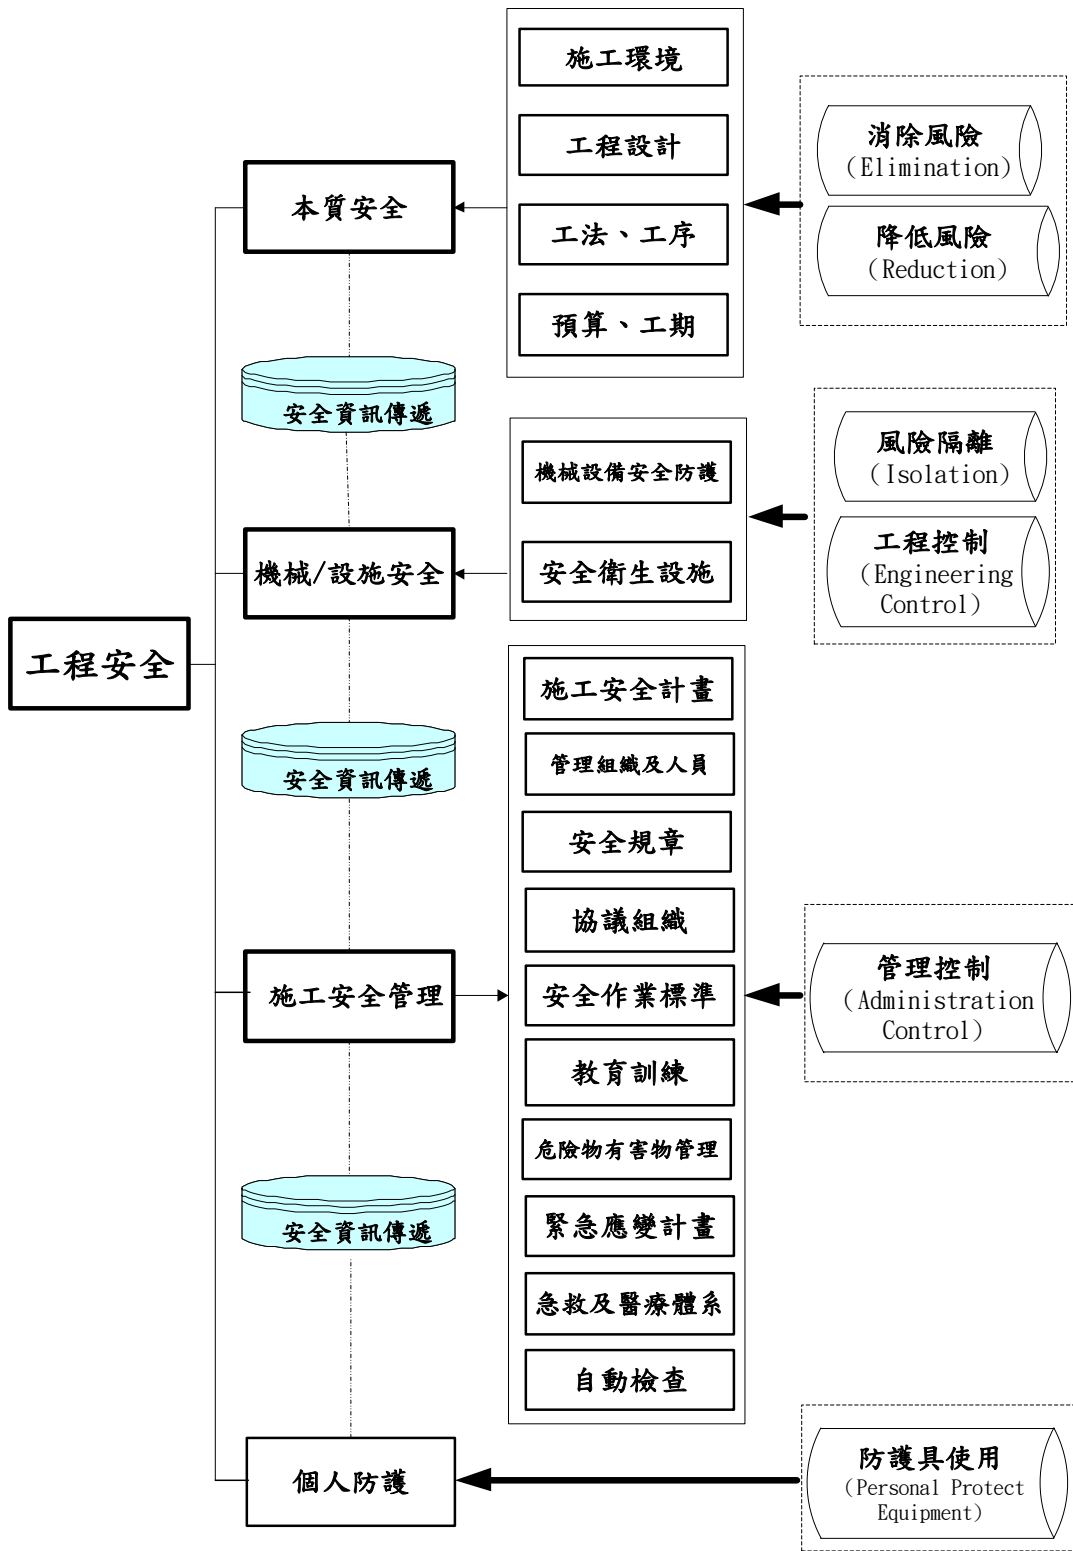 施工環境
工程設計
工法、工序
預算、工期
消除風險
(Elimination)
降低風險
(Reduction)
本質安全
安全資訊傳遞
機械設備安全防護
安全衛生設施
風險隔離
(Isolation)
工程控制
(Engineering
Control)
機械/設施安全
工程安全
安全資訊傳遞
施工安全計畫
管理組織及人員
安全規章
協議組織
安全作業標準
教育訓練
危險物有害物管理
緊急應變計畫
急救及醫療體系
自動檢查
管理控制
(Administration
Control)
施工安全管理
安全資訊傳遞
個人防護
防護具使用
(Personal Protect
Equipment)